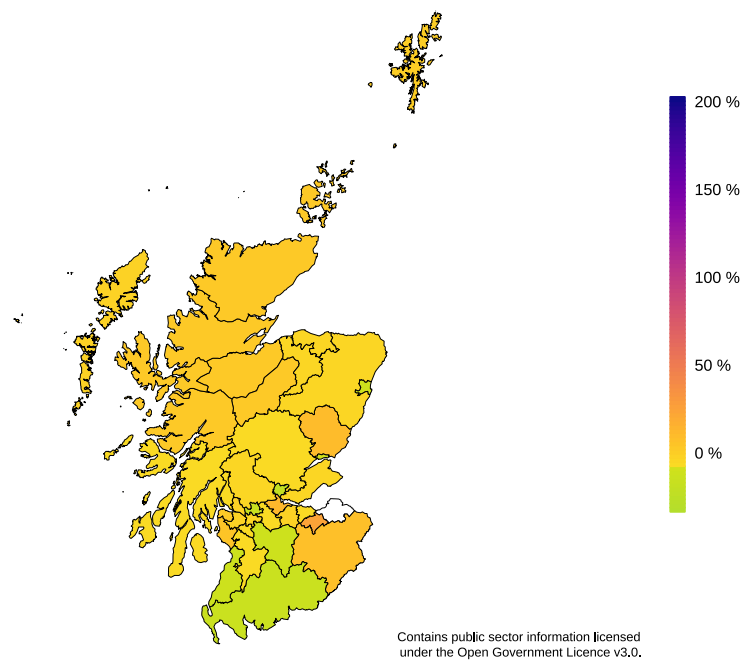 200 %
150 %
100 %
50 %
0 %
Contains public sector information licensed
under the Open Government Licence v3.0.